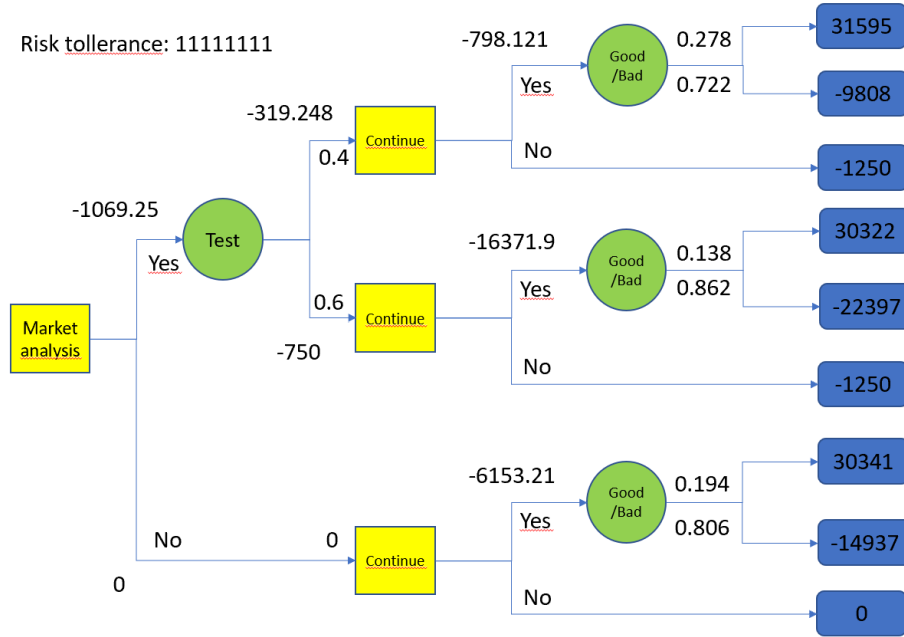 Risk tollerance: 11111111
-798.121
Good
/Bad
0.278
0.722
31595
-9808
Yes
-319.248
0.4
Continue
No
-1250
-1069.25
Test
Yes
-16371.9
Good
/Bad
0.138
0.862
30322
-22397
Yes
0.6
Continue
-750
No
-1250
Market
analysis
-6153.21
Good
/Bad
0.194
0.806
30341
-14937
Yes
No
0
Continue
0
No
0